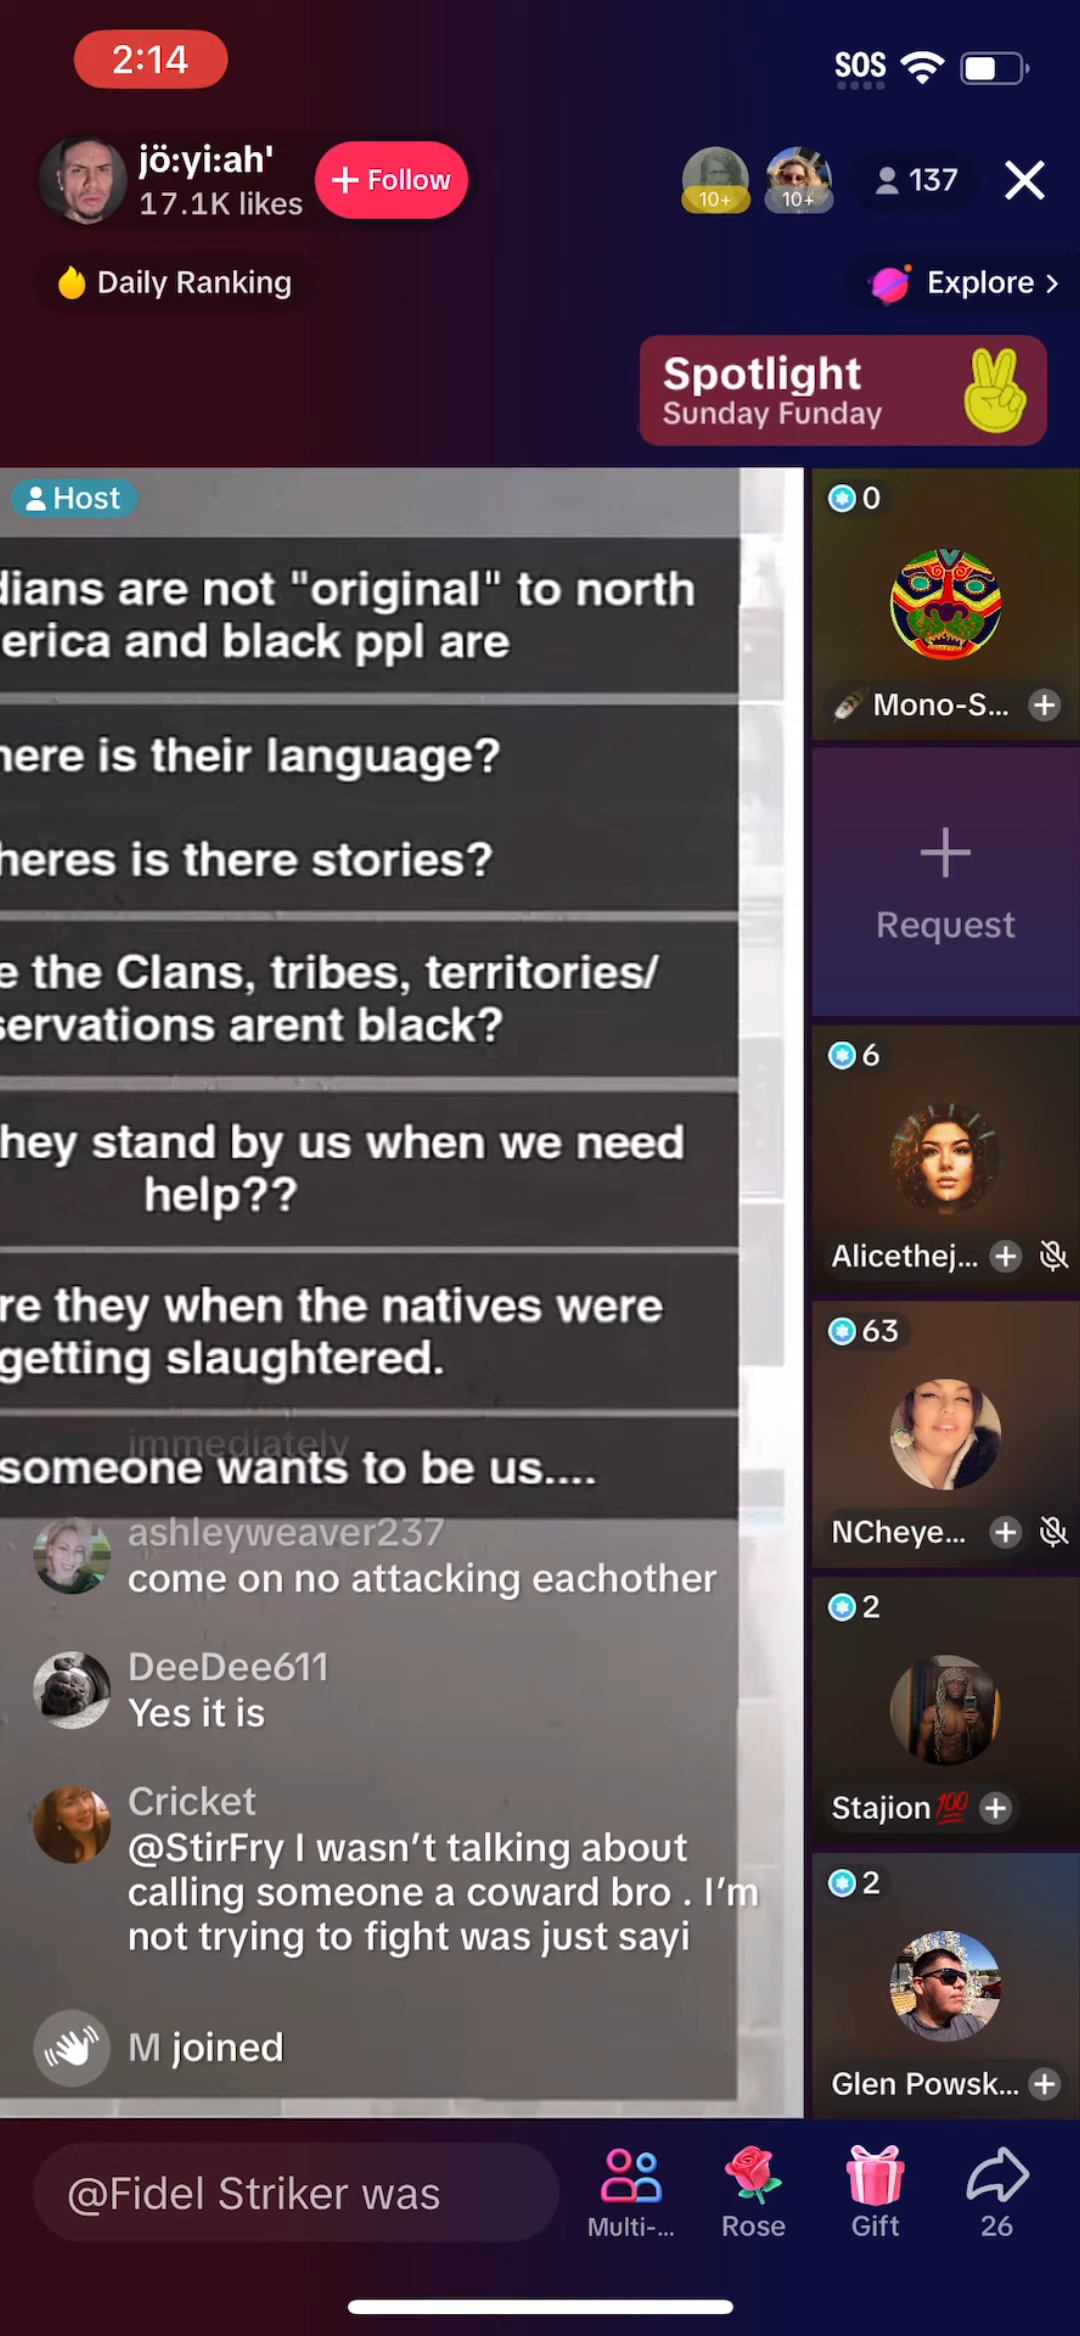 2:14
SOS
jö:yi:ah'
17.1K likes
+ Follow
10+
10+
137
Daily Ranking
Explore >
Spotlight
Sunday Funday
Host
dians are not "original" to north
erica and black ppl are
here is their language?
heres is there stories?
e the Clans, tribes, territories/
servations arent black?
hey stand by us when we need
help??
re they when the natives were
getting slaughtered.
immediately
someone wants to be us....
ashleyweaver237
come on no attacking eachother
DeeDee611
Yes it is
Cricket
@StirFry I wasn't talking about
calling someone a coward bro . I'm
not trying to fight was just sayi
M joined
0
Mono-S...
Request
6
Alicethej...
63
NCheye...
2
Stajion💯
2
Glen Powsk...
@Fidel Striker was
Multi-...
Rose
Gift
26